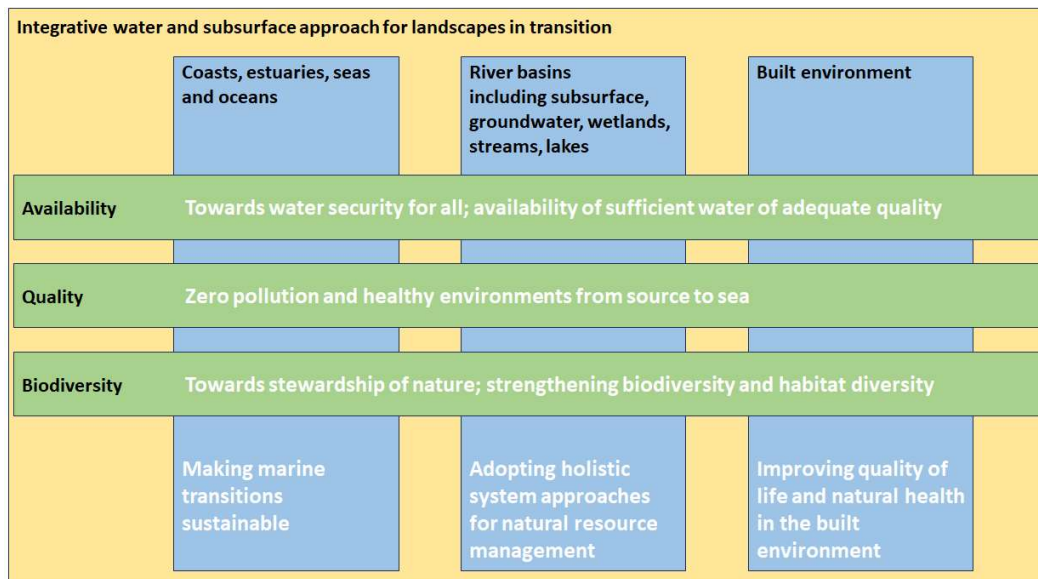 Integrative water and subsurface approach for landscapes in transition
Coasts, estuaries, seas
and oceans
River basins
including subsurface,
groundwater, wetlands,
streams, lakes
Built environment
Availability
Towards water security for all; availability of sufficient water of adequate quality
Quality
Zero pollution and healthy environments from source to sea
Biodiversity
Towards stewardship of nature; strengthening biodiversity and habitat diversity
Making marine
transitions
sustainable
Adopting holistic
system approaches
for natural resource
management
Improving quality of
life and natural health
in the built
environment